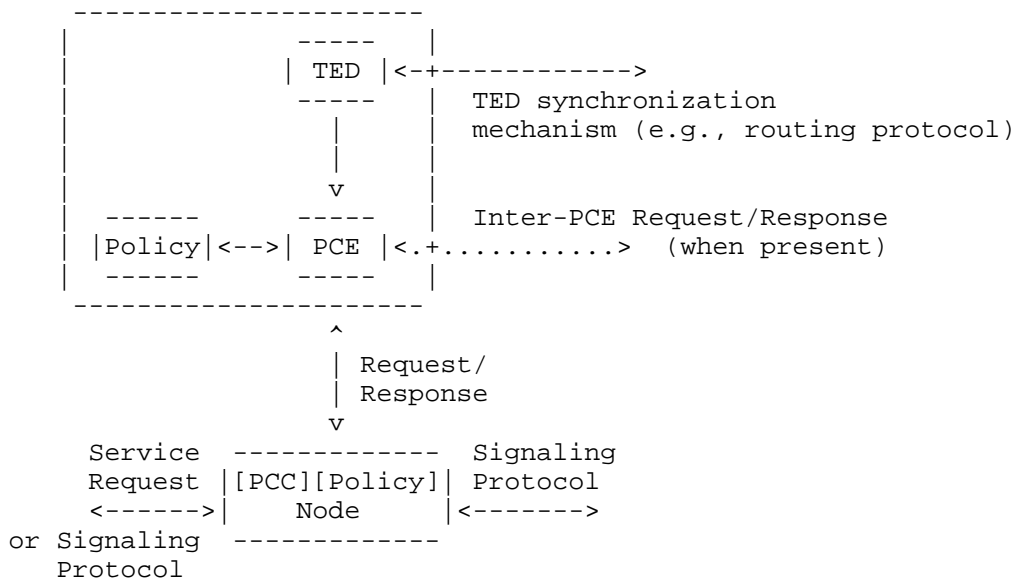 TED
TED synchronization
mechanism (e.g., routing protocol)
Inter-PCE Request/Response
Policy PCE (when present)
Request/
Response
Service Signaling
Request [PCC][Policy] Protocol
Node
or Signaling
Protocol